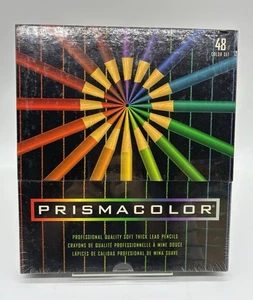 48
COLOR SET
PRISMACOLOR
PROFESSIONAL QUALITY SOFT THICK LEAD PENCILS
CRAYONS DE QUALITÉ PROFESSIONNELLE À MINE DOUCE
LÁPICES DE CALIDAD PROFESIONAL DE MINA SUAVE